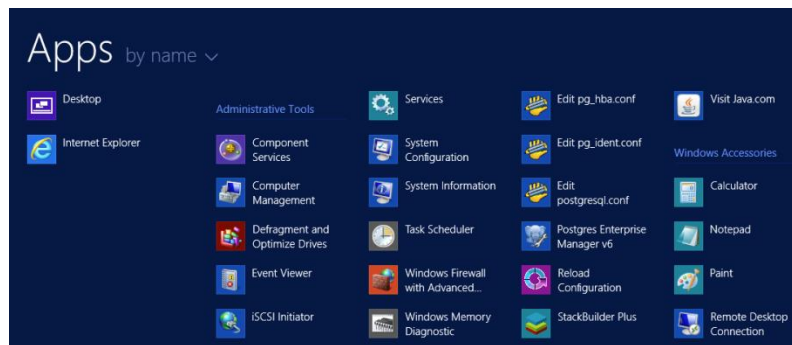 Apps by name
Desktop
Internet Explorer
Administrative Tools
Component
Services
Computer
Management
Defragment and
Optimize Drives
Event Viewer
iSCSI Initiator
Services
System
Configuration
System Information
Task Scheduler
Windows Firewall
with Advanced...
Windows Memory
Diagnostic
Edit pg_hba.conf
Edit pg_ident.conf
Edit
postgresql.conf
Postgres Enterprise
Manager v6
Reload
Configuration
StackBuilder Plus
Visit Java.com
Windows Accessories
Calculator
Notepad
Paint
Remote Desktop
Connection